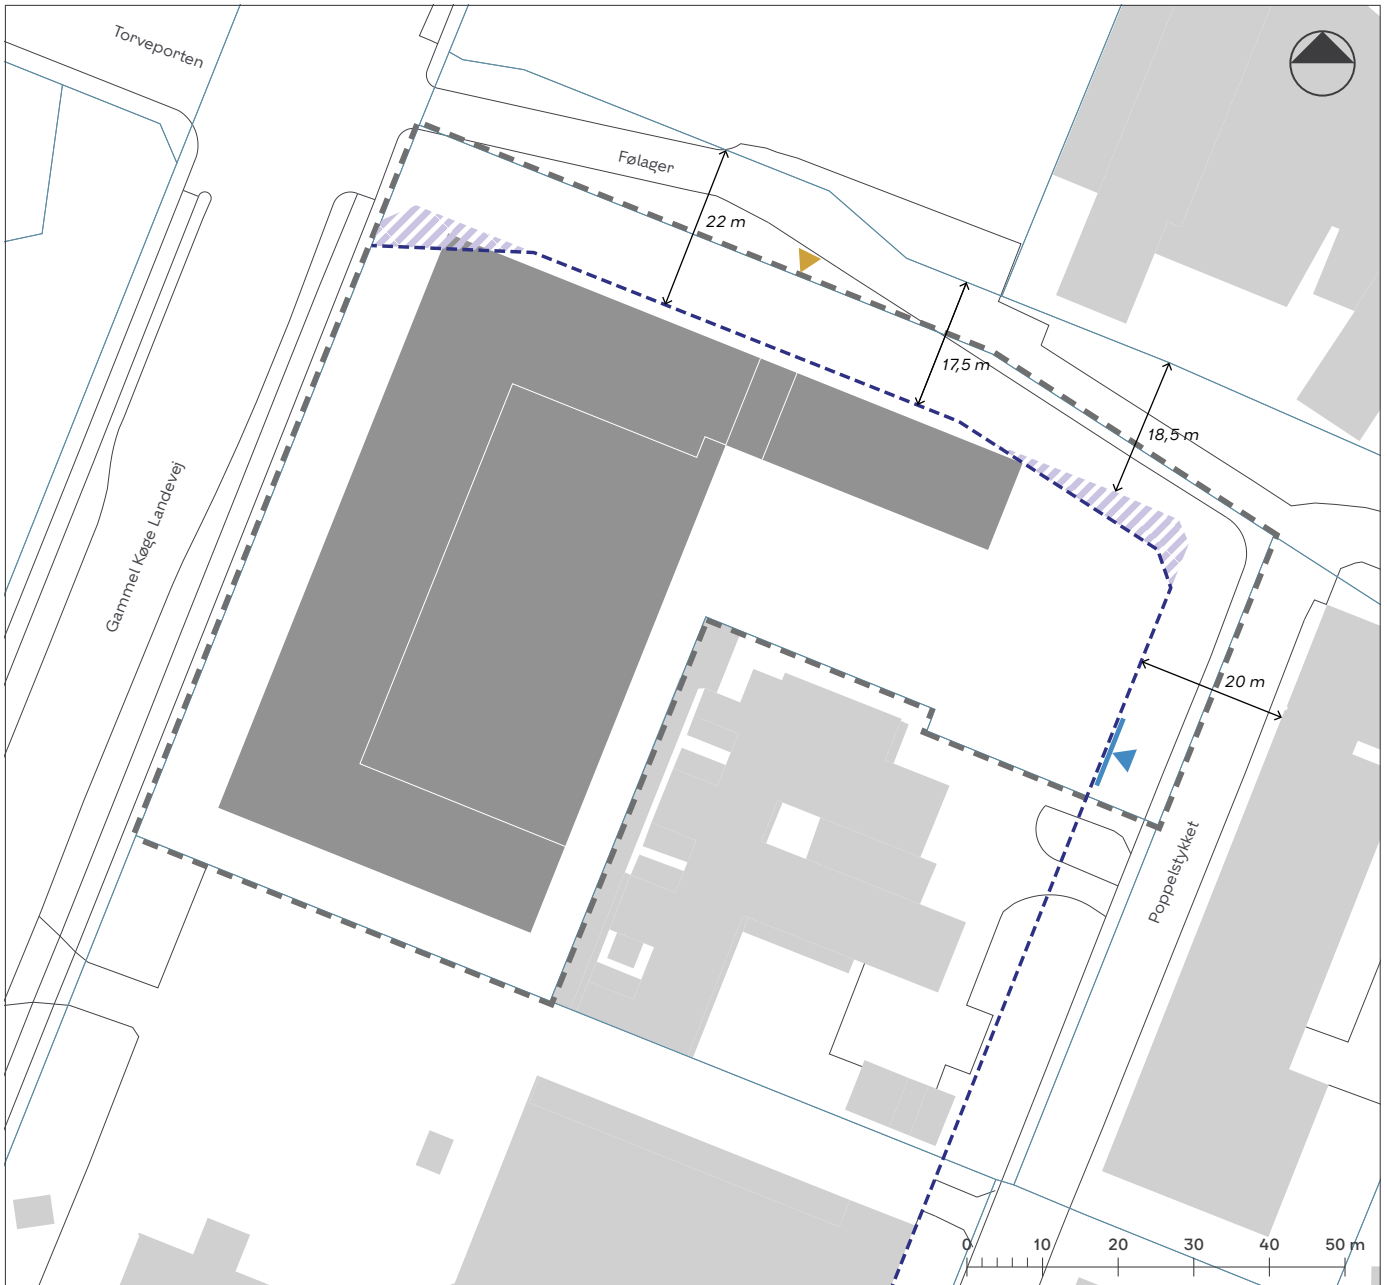 Torveporten
Følager
22 m
17,5 m
18,5 m
Gammel Køge Landevej
20 m
Poppelstykket
0 10 20 30 40 50 m